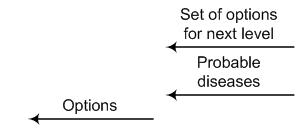 Set of options
for next level
Probable
diseases
Options